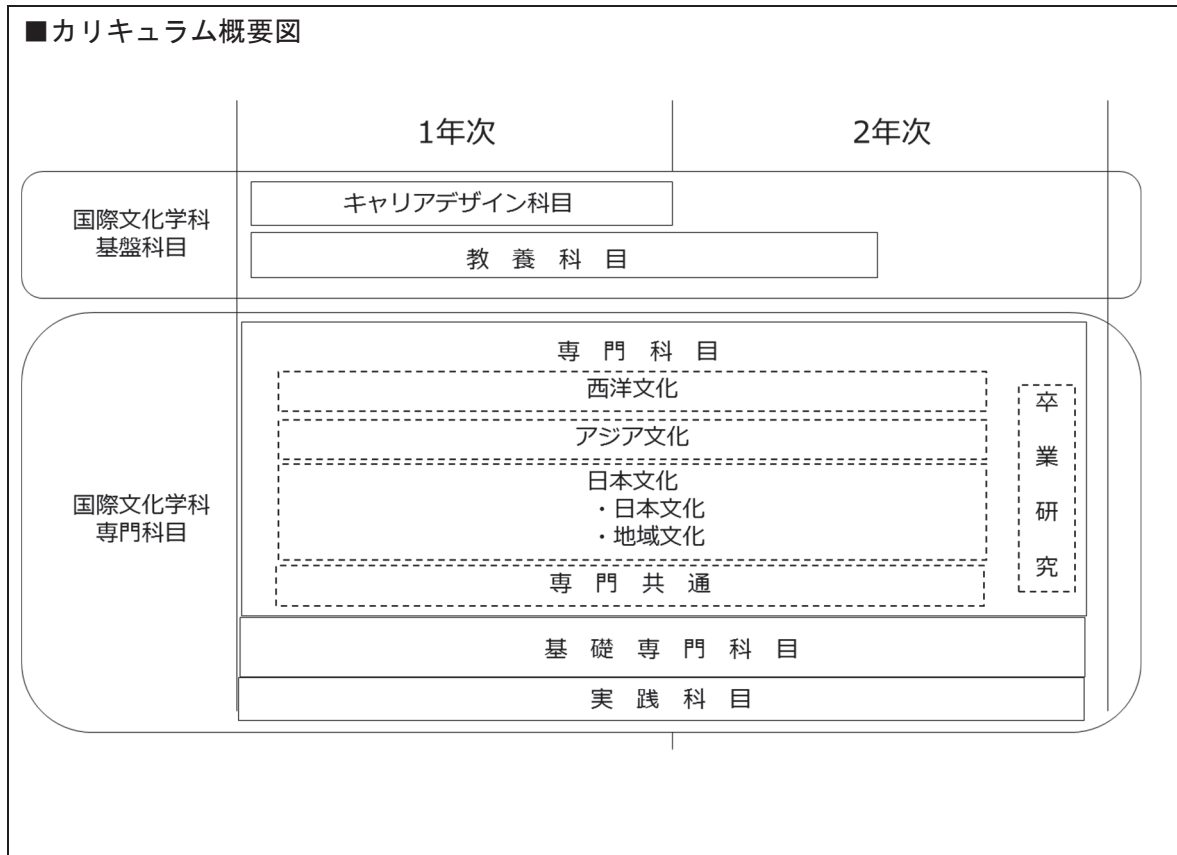 ■カリキュラム概要図
1年次
2年次
国際文化学科
基盤科目
キャリアデザイン科目
教養科目
国際文化学科
専門科目
専門科目
西洋文化
アジア文化
日本文化
・日本文化
・地域文化
専門共通
卒業研究
基礎専門科目
実践科目